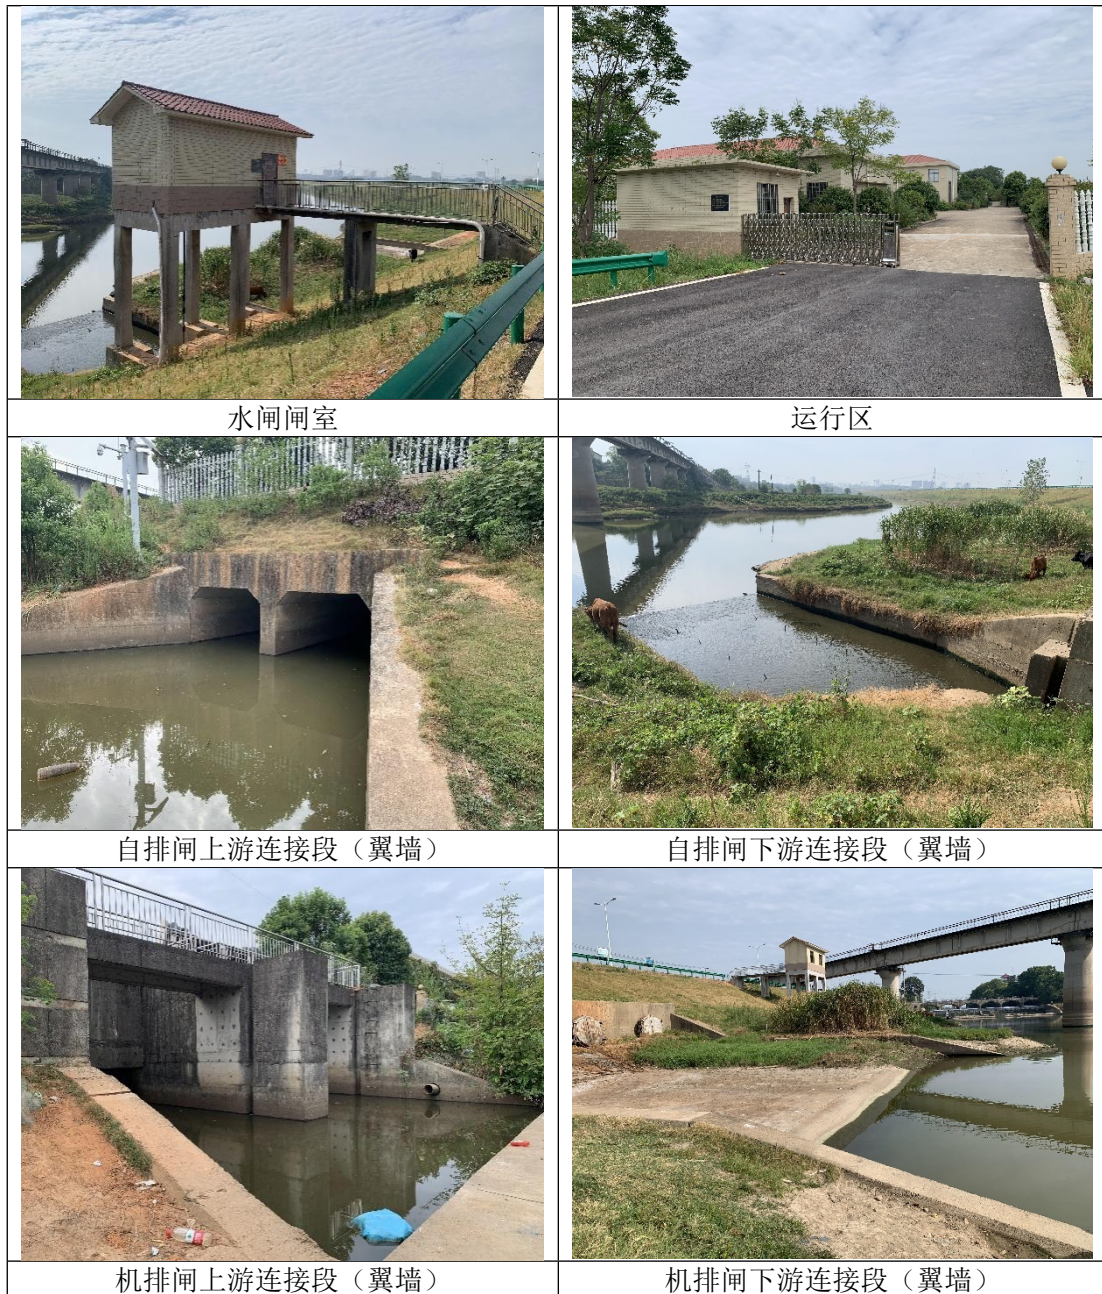 水闸闸室
运行区
自排闸上游连接段（翼墙）
自排闸下游连接段（翼墙）
机排闸上游连接段（翼墙）
机排闸下游连接段（翼墙）